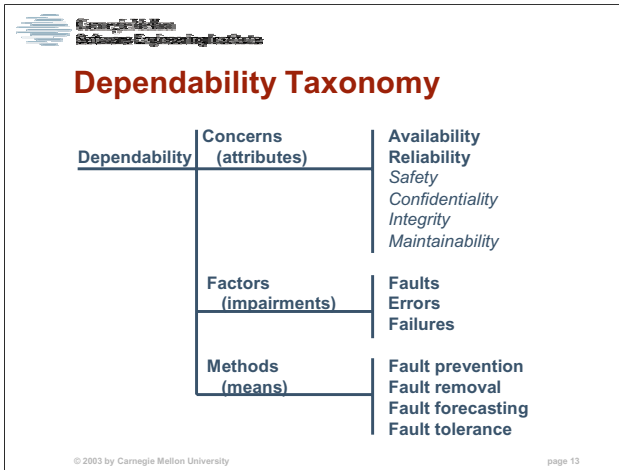 Carnegie Mellon
Software Engineering Institute
Dependability Taxonomy
Dependability
Concerns
(attributes)
Availability
Reliability
Safety
Confidentiality
Integrity
Maintainability
Factors
(impairments)
Faults
Errors
Failures
Methods
(means)
Fault prevention
Fault removal
Fault forecasting
Fault tolerance
© 2003 by Carnegie Mellon University
page 13